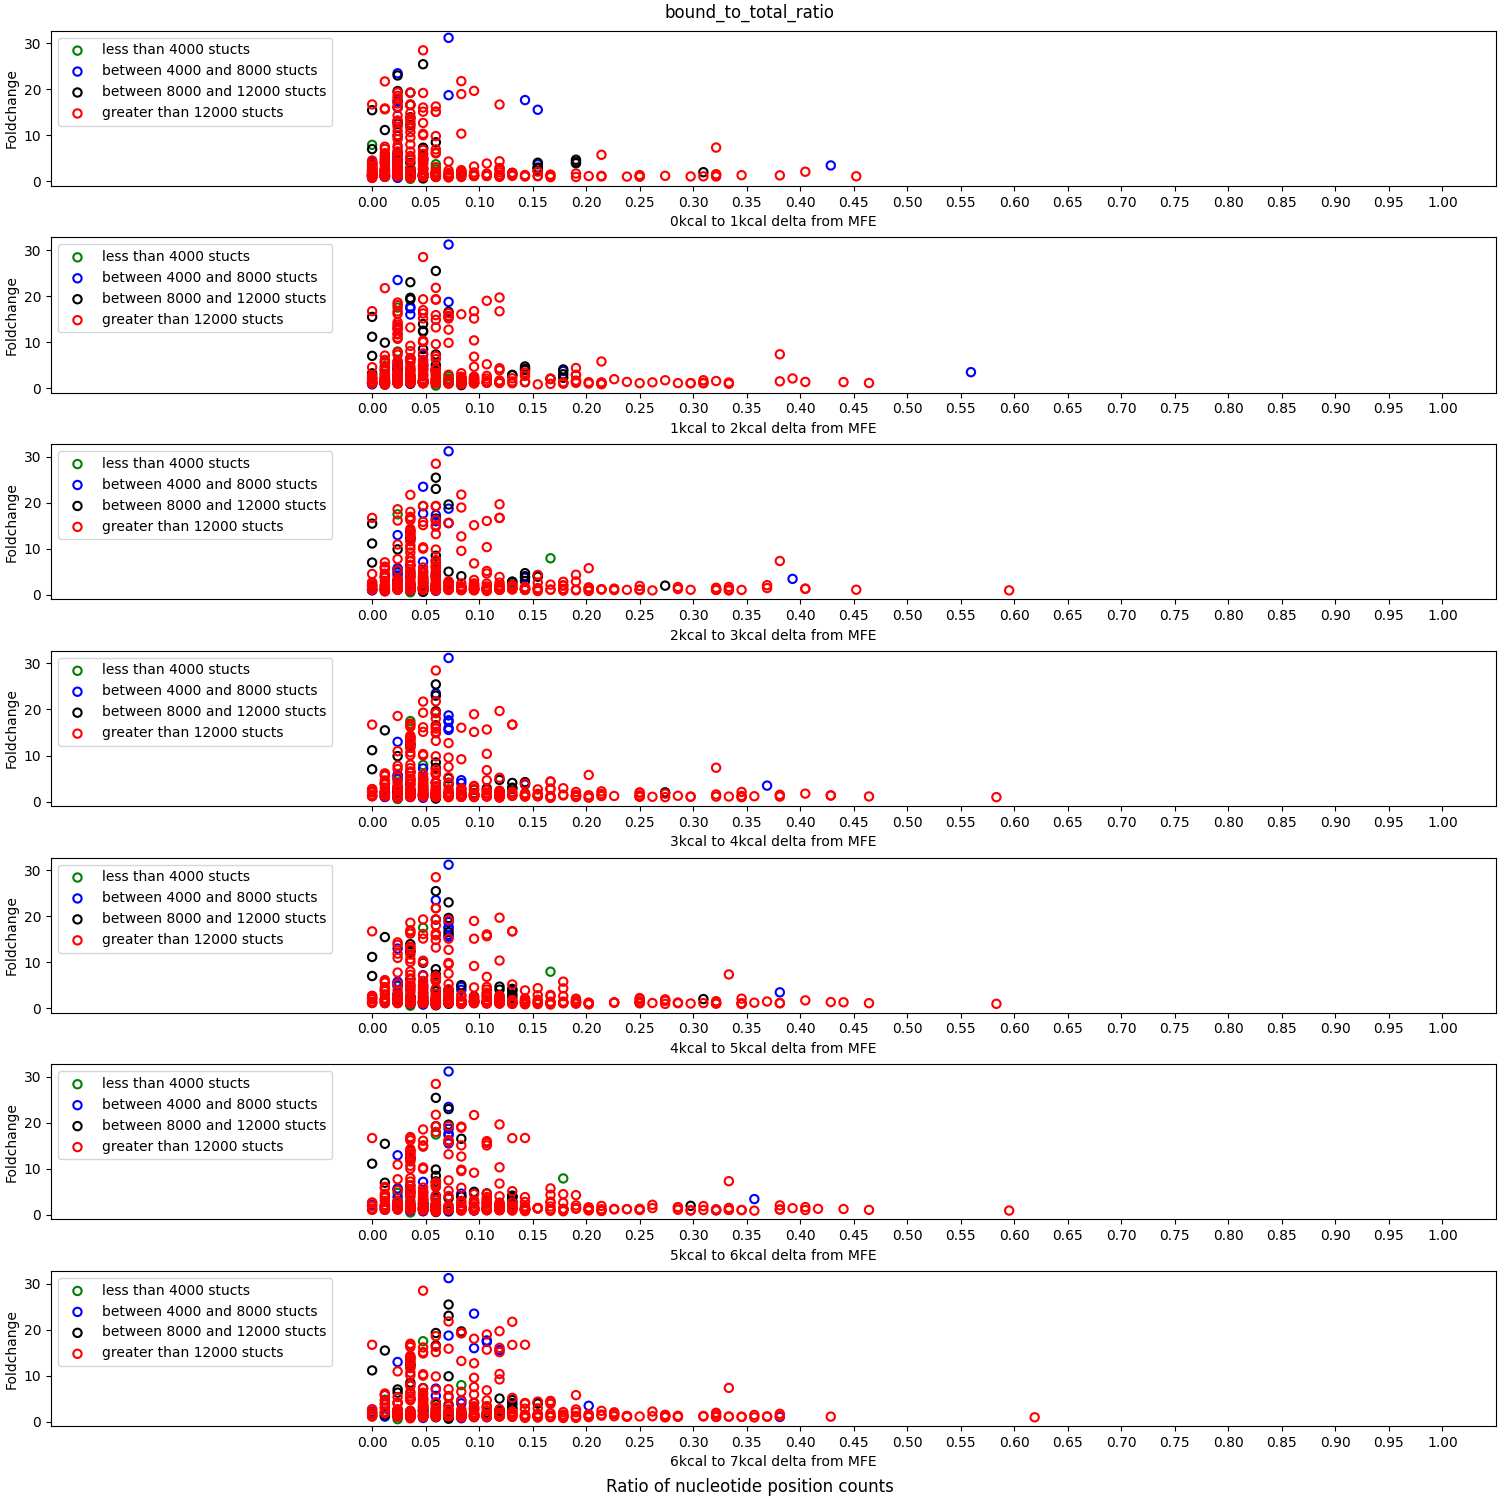 bound_to_total_ratio
less than 4000 stucts
between 4000 and 8000 stucts
between 8000 and 12000 stucts
greater than 12000 stucts
Foldchange
30
20
10
0
0.00 0.05 0.10 0.15 0.20 0.25 0.30 0.35 0.40 0.45 0.50 0.55 0.60 0.65 0.70 0.75 0.80 0.85 0.90 0.95 1.00
0kcal to 1kcal delta from MFE
less than 4000 stucts
between 4000 and 8000 stucts
between 8000 and 12000 stucts
greater than 12000 stucts
Foldchange
30
20
10
0
0.00 0.05 0.10 0.15 0.20 0.25 0.30 0.35 0.40 0.45 0.50 0.55 0.60 0.65 0.70 0.75 0.80 0.85 0.90 0.95 1.00
1kcal to 2kcal delta from MFE
less than 4000 stucts
between 4000 and 8000 stucts
between 8000 and 12000 stucts
greater than 12000 stucts
Foldchange
30
20
10
0
0.00 0.05 0.10 0.15 0.20 0.25 0.30 0.35 0.40 0.45 0.50 0.55 0.60 0.65 0.70 0.75 0.80 0.85 0.90 0.95 1.00
2kcal to 3kcal delta from MFE
less than 4000 stucts
between 4000 and 8000 stucts
between 8000 and 12000 stucts
greater than 12000 stucts
Foldchange
30
20
10
0
0.00 0.05 0.10 0.15 0.20 0.25 0.30 0.35 0.40 0.45 0.50 0.55 0.60 0.65 0.70 0.75 0.80 0.85 0.90 0.95 1.00
3kcal to 4kcal delta from MFE
less than 4000 stucts
between 4000 and 8000 stucts
between 8000 and 12000 stucts
greater than 12000 stucts
Foldchange
30
20
10
0
0.00 0.05 0.10 0.15 0.20 0.25 0.30 0.35 0.40 0.45 0.50 0.55 0.60 0.65 0.70 0.75 0.80 0.85 0.90 0.95 1.00
4kcal to 5kcal delta from MFE
less than 4000 stucts
between 4000 and 8000 stucts
between 8000 and 12000 stucts
greater than 12000 stucts
Foldchange
30
20
10
0
0.00 0.05 0.10 0.15 0.20 0.25 0.30 0.35 0.40 0.45 0.50 0.55 0.60 0.65 0.70 0.75 0.80 0.85 0.90 0.95 1.00
5kcal to 6kcal delta from MFE
less than 4000 stucts
between 4000 and 8000 stucts
between 8000 and 12000 stucts
greater than 12000 stucts
Foldchange
30
20
10
0
0.00 0.05 0.10 0.15 0.20 0.25 0.30 0.35 0.40 0.45 0.50 0.55 0.60 0.65 0.70 0.75 0.80 0.85 0.90 0.95 1.00
6kcal to 7kcal delta from MFE
Ratio of nucleotide position counts